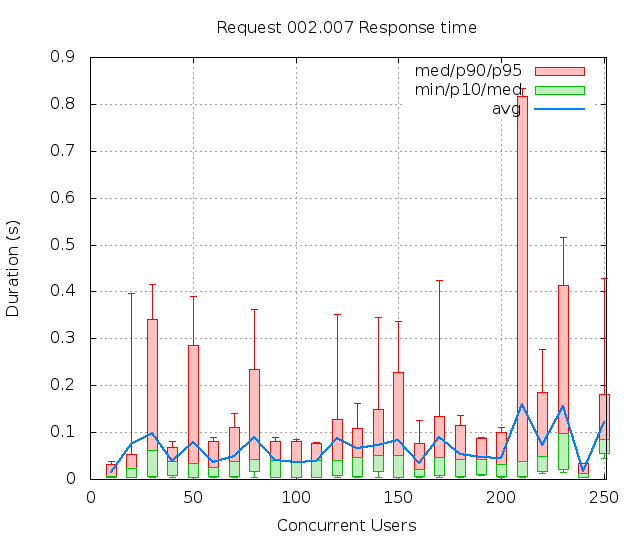 Request 002.007 Response time
0.9
0.8
0.7
0.6
0.5
0.4
0.3
0.2
0.1
0
Duration (s)
med/p90/p95
min/p10/med
avg
0 50 100 150 200 250
Concurrent Users